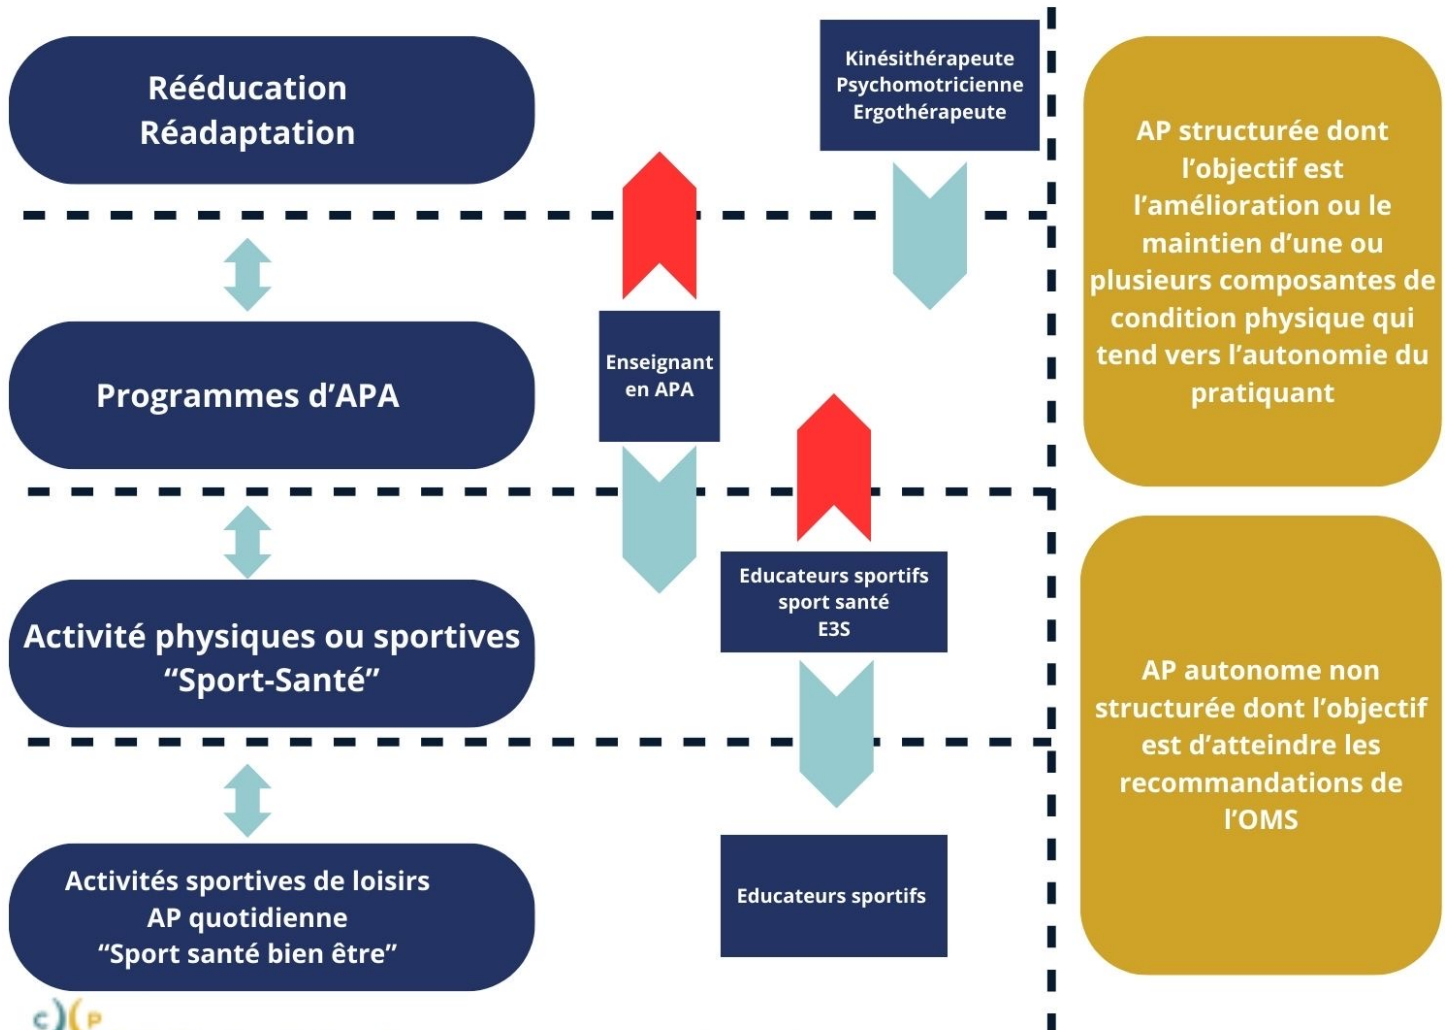 Rééducation
Réadaptation
Kinésithérapeute
Psychomotricienne
Ergothérapeute
AP structurée dont
l’objectif est
l’amélioration ou le
maintien d’une ou
plusieurs composantes de
condition physique qui
tend vers l’autonomie du
pratiquant
Programmes d’APA
Enseignant
en APA
Activité physiques ou sportives
“Sport-Santé”
Educateurs sportifs
sport santé
E3S
AP autonome non
structurée dont l’objectif
est d’atteindre les
recommandations de
l’OMS
Activités sportives de loisirs
AP quotidienne
“Sport santé bien être”
Educateurs sportifs
C P